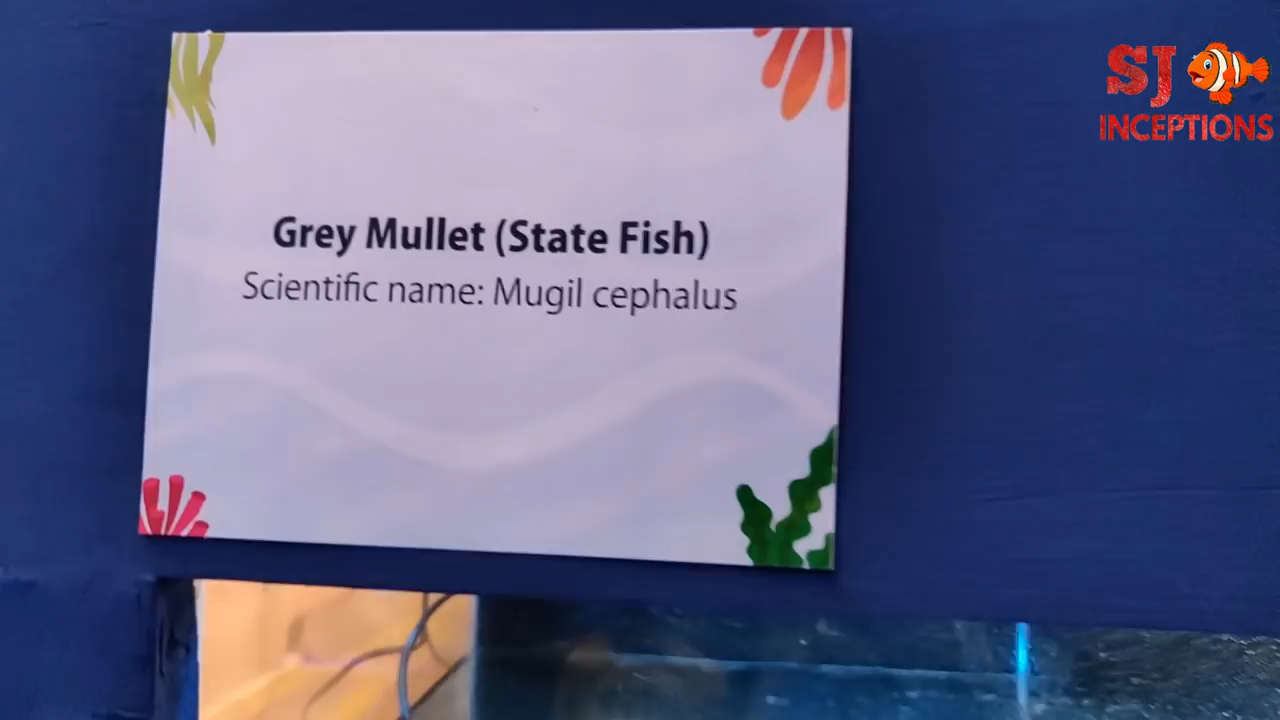 Grey Mullet (State Fish)
Scientific name: Mugil cephalus
SJ
INCEPTIONS